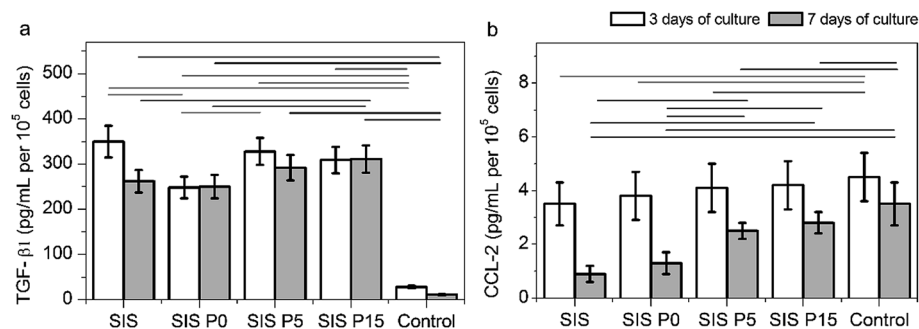 3 days of culture 7 days of culture
a
TGF- β1 (pg/mL per 10⁵ cells)
500
400
300
200
100
0
SIS SIS P0 SIS P5 SIS P15 Control
b
CCL-2 (pg/mL per 10⁵ cells)
8
6
4
2
0
SIS SIS P0 SIS P5 SIS P15 Control